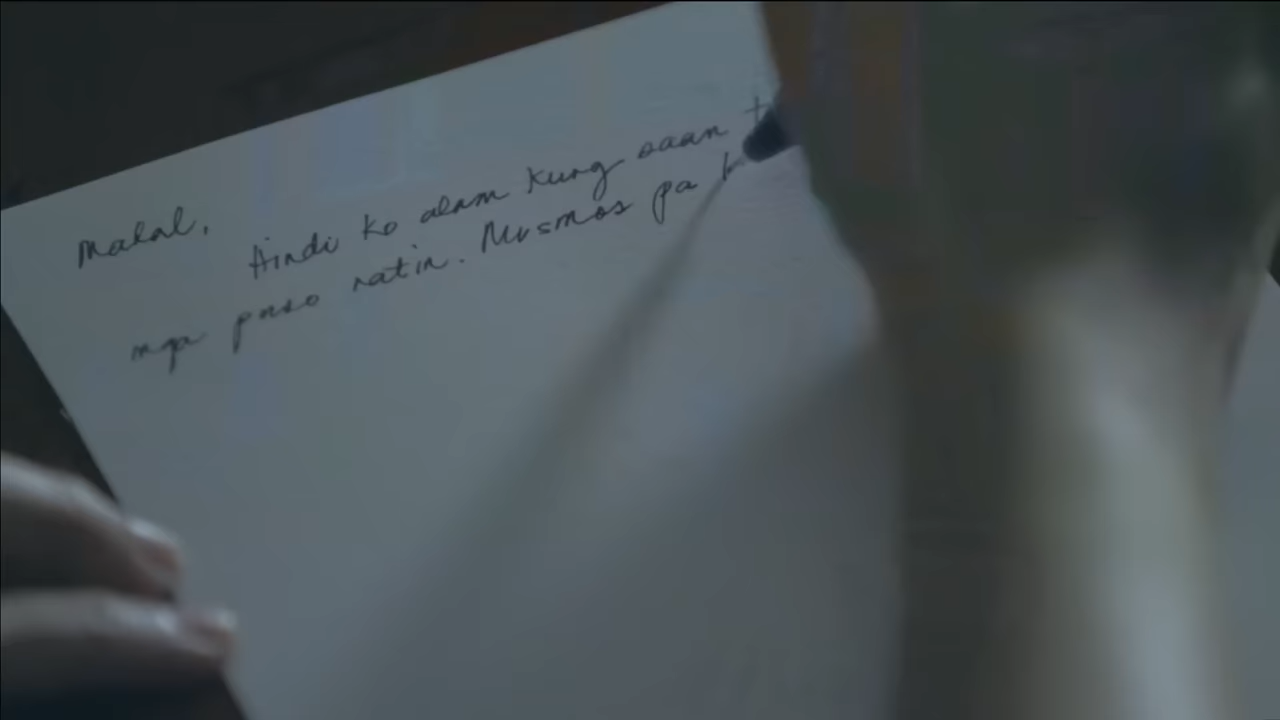 Mahal,
Hindi ko alam kung saan t
mga puso natin. Musmos pa